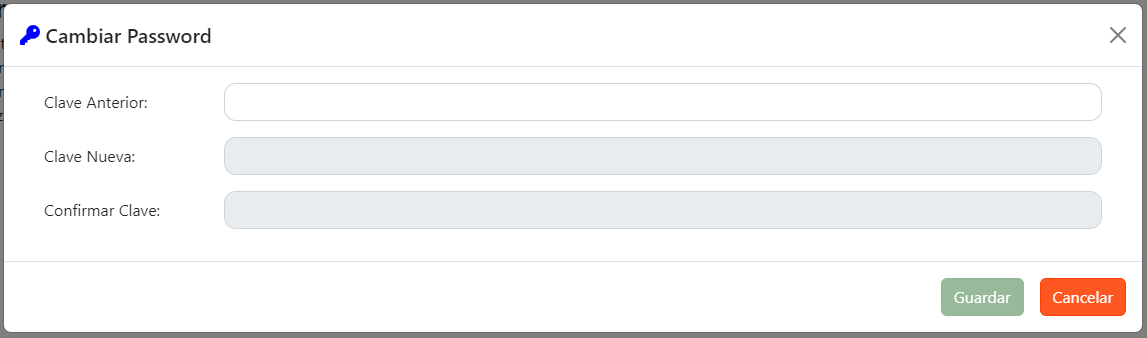 Cambiar Password
Clave Anterior:
Clave Nueva:
Confirmar Clave:
Guardar Cancelar